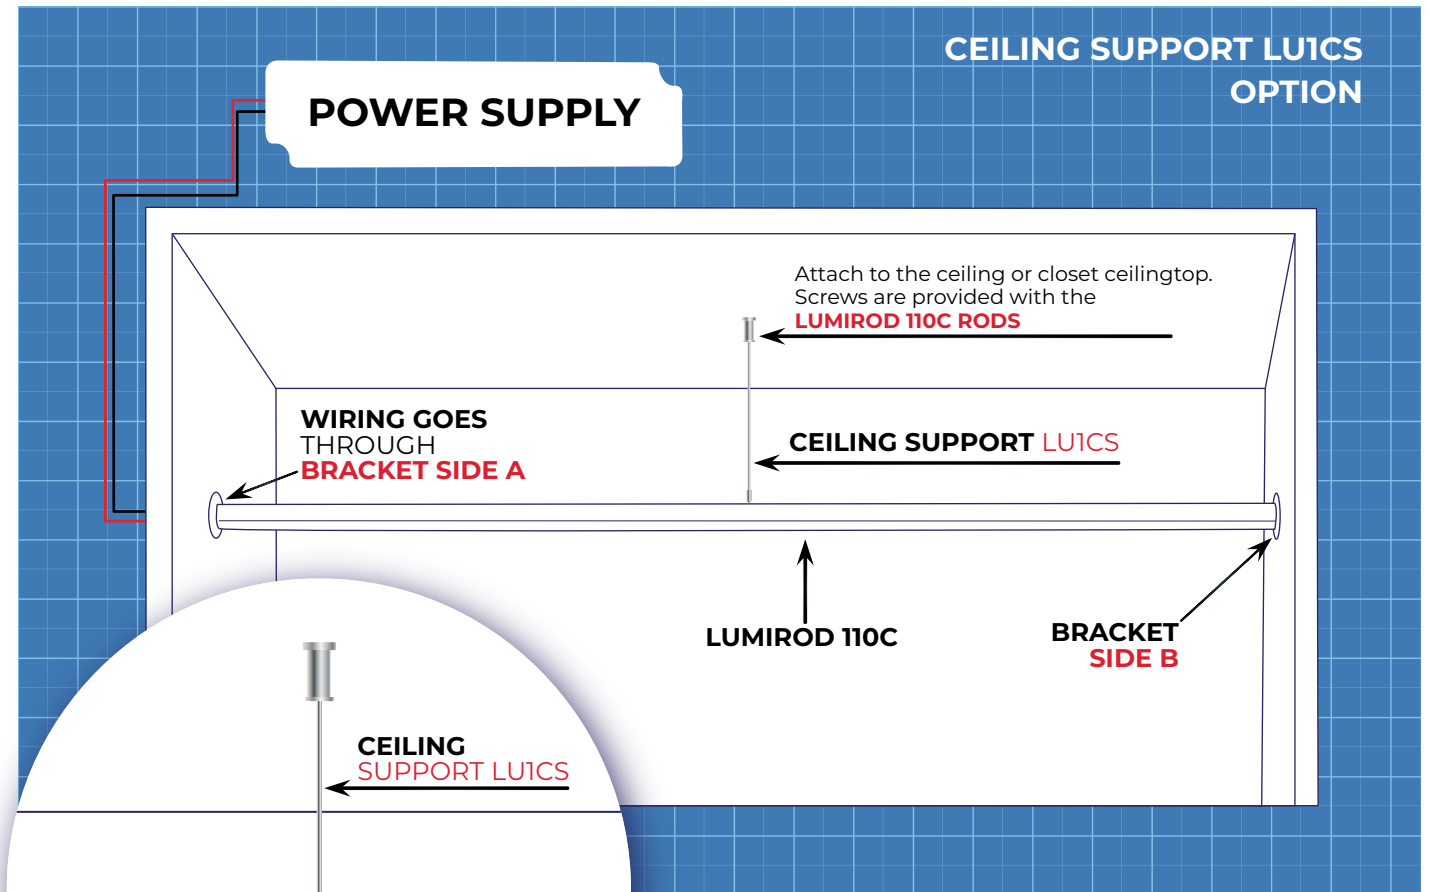 CEILING SUPPORT LU1CS
OPTION
POWER SUPPLY
Attach to the ceiling or closet ceilingtop.
Screws are provided with the
LUMIROD 110C RODS
WIRING GOES
THROUGH
BRACKET SIDE A
CEILING SUPPORT LU1CS
LUMIROD 110C
BRACKET
SIDE B
CEILING
SUPPORT LU1CS